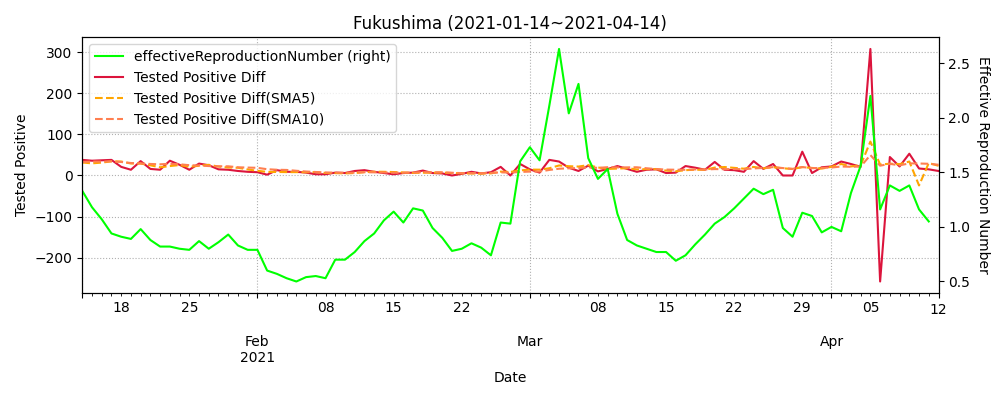 Fukushima (2021-01-14~2021-04-14)
effectiveReproductionNumber (right)
Tested Positive Diff
Tested Positive Diff(SMA5)
Tested Positive Diff(SMA10)
Tested Positive
300
200
100
0
−100
−200
Effective Reproduction Number
2.5
2.0
1.5
1.0
0.5
18 25 08 15 22 08 15 22 29 05 12
Feb Mar Apr
2021
Date